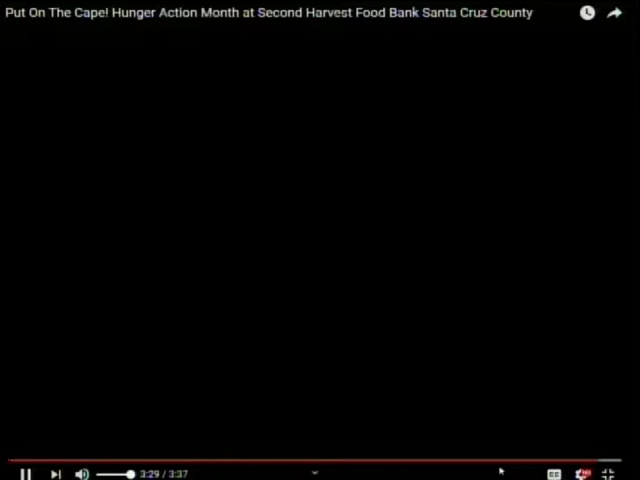 Put On The Cape! Hunger Action Month at Second Harvest Food Bank Santa Cruz County
3:29 / 3:37
CC